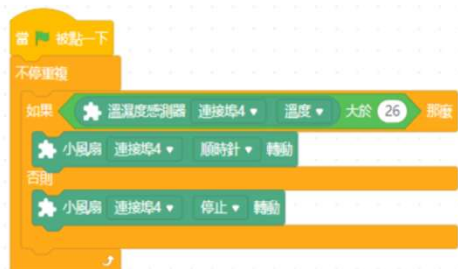 當 被點一下
不停重複
如果 溫濕度感測器 連接埠4 溫度 大於 26 那麼
小風扇 連接埠4 順時針 轉動
否則
小風扇 連接埠4 停止 轉動